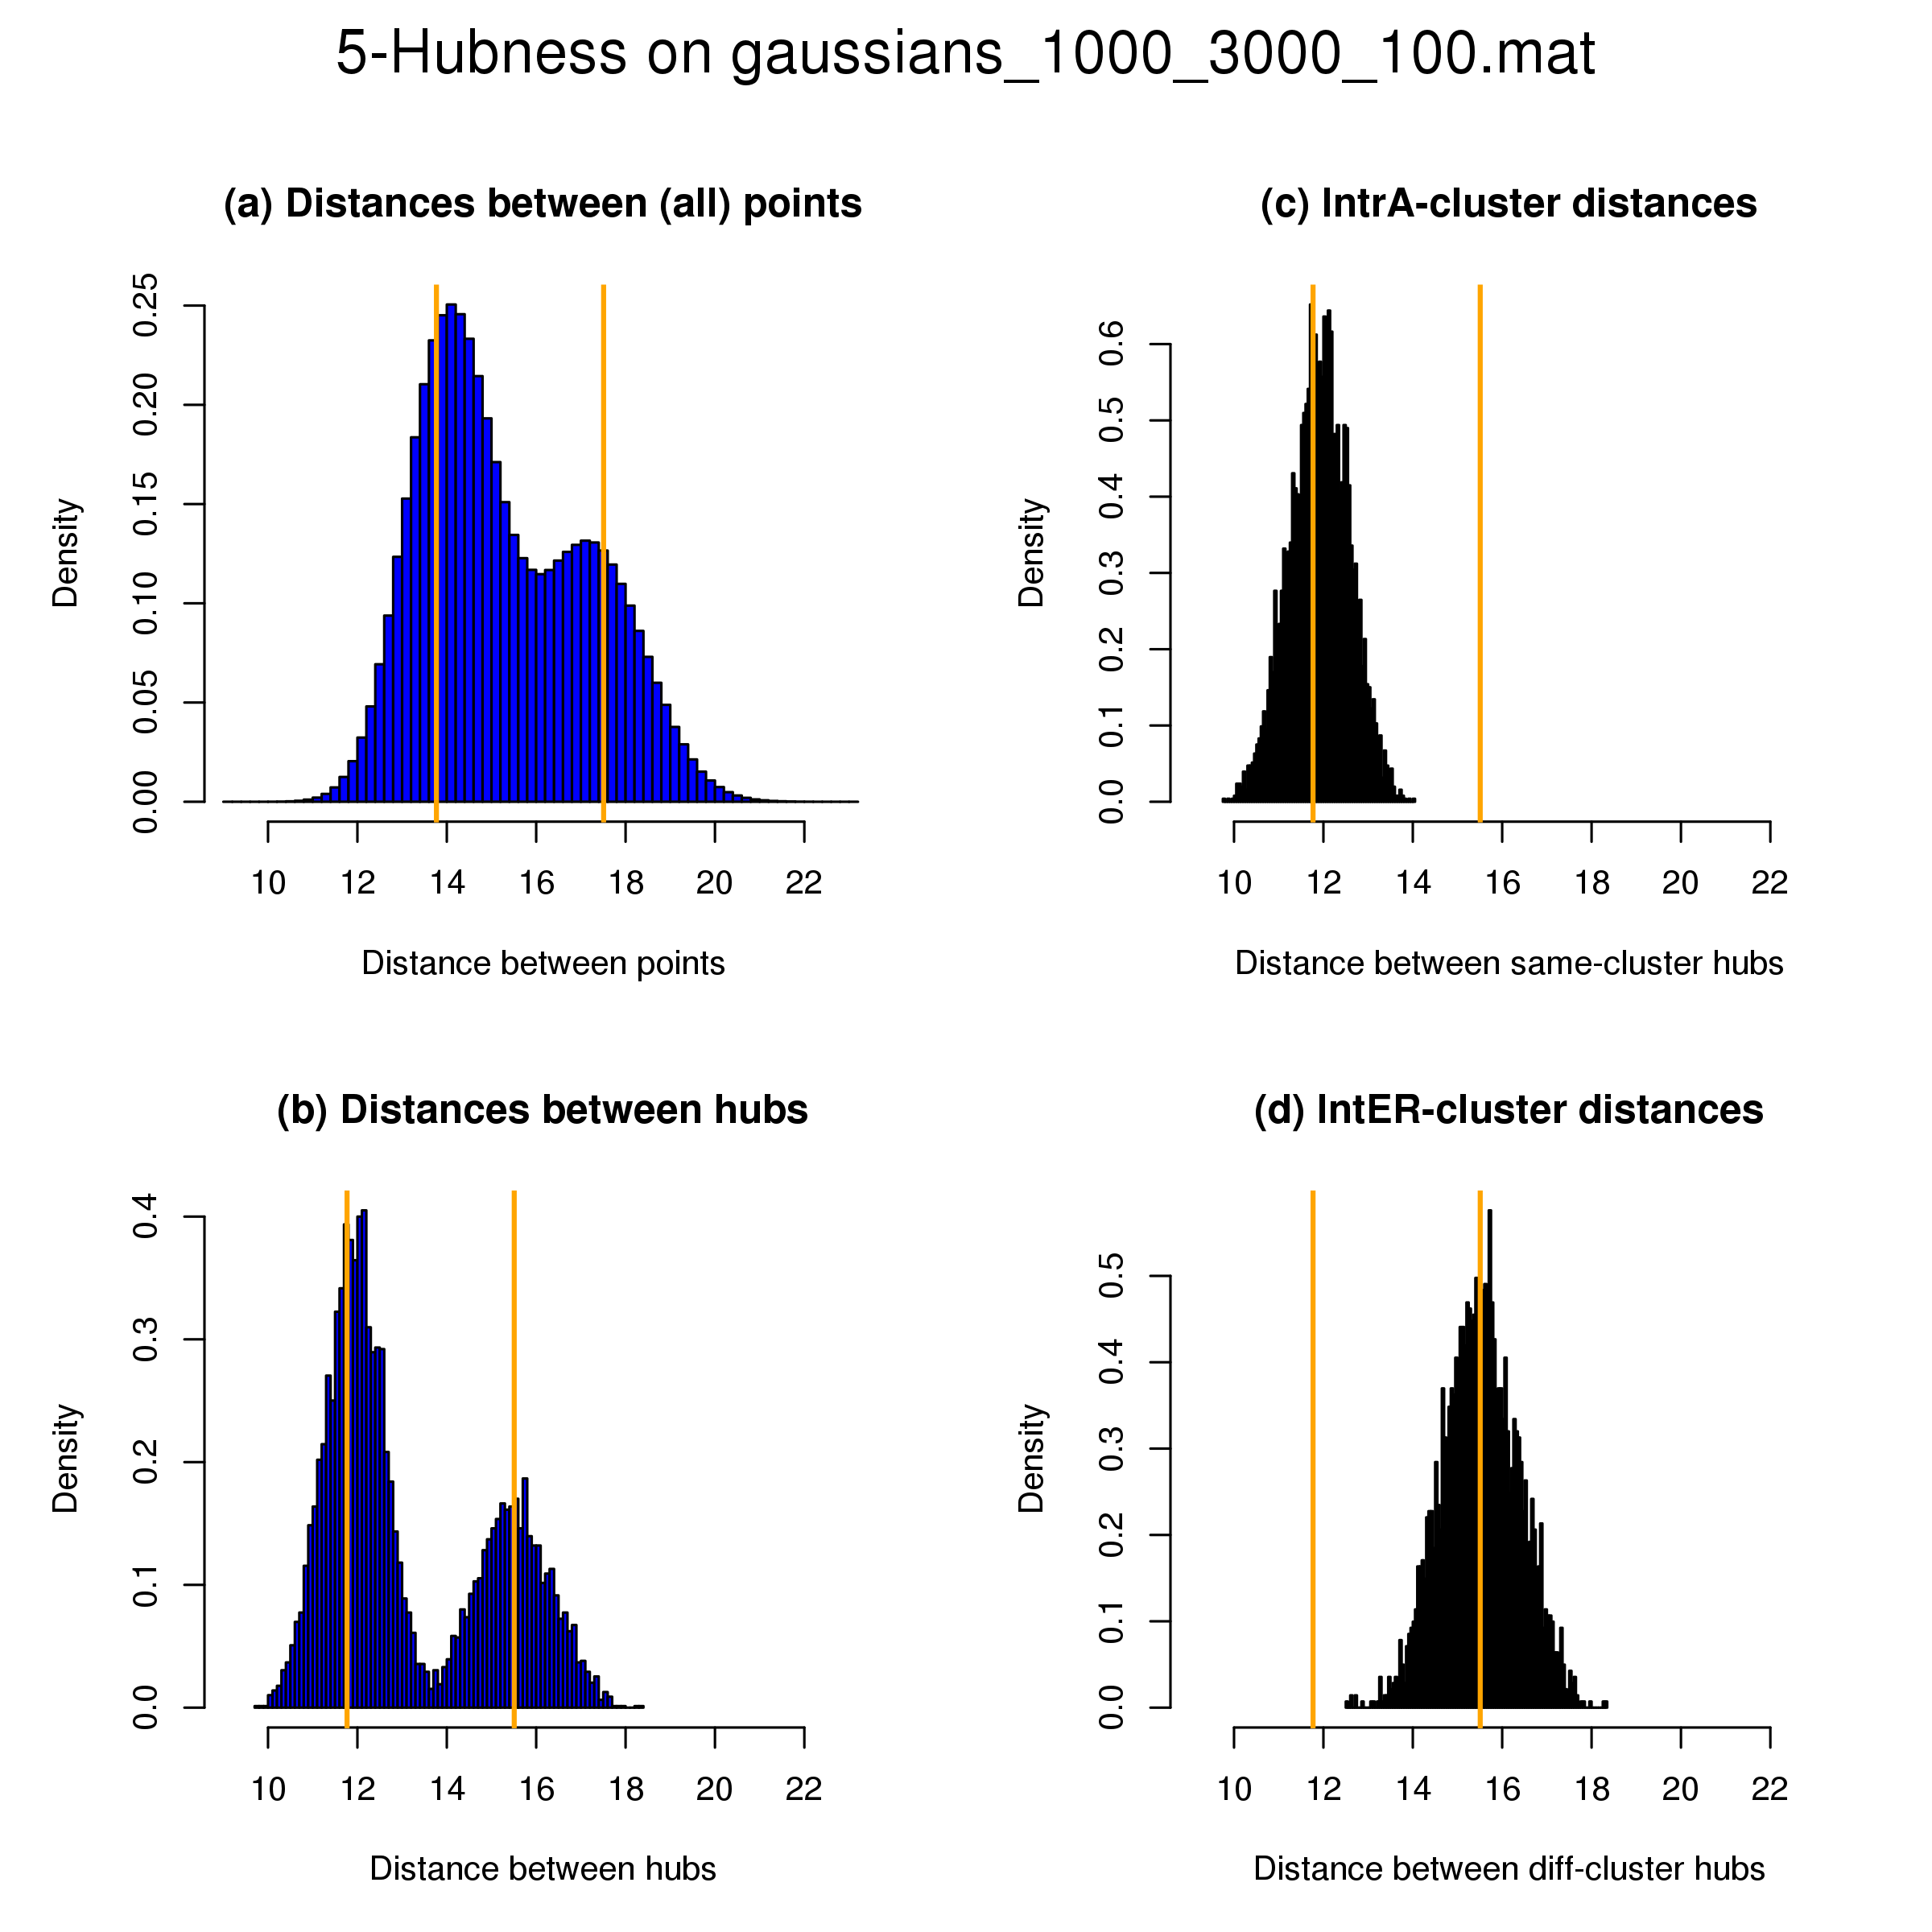 5-Hubness on gaussians_1000_3000_100.mat
(a) Distances between (all) points
Density
0.00 0.05 0.10 0.15 0.20 0.25
10 12 14 16 18 20 22
Distance between points
(c) IntrA-cluster distances
Density
0.0 0.1 0.2 0.3 0.4 0.5 0.6
10 12 14 16 18 20 22
Distance between same-cluster hubs
(b) Distances between hubs
Density
0.0 0.1 0.2 0.3 0.4
10 12 14 16 18 20 22
Distance between hubs
(d) IntER-cluster distances
Density
0.0 0.1 0.2 0.3 0.4 0.5
10 12 14 16 18 20 22
Distance between diff-cluster hubs